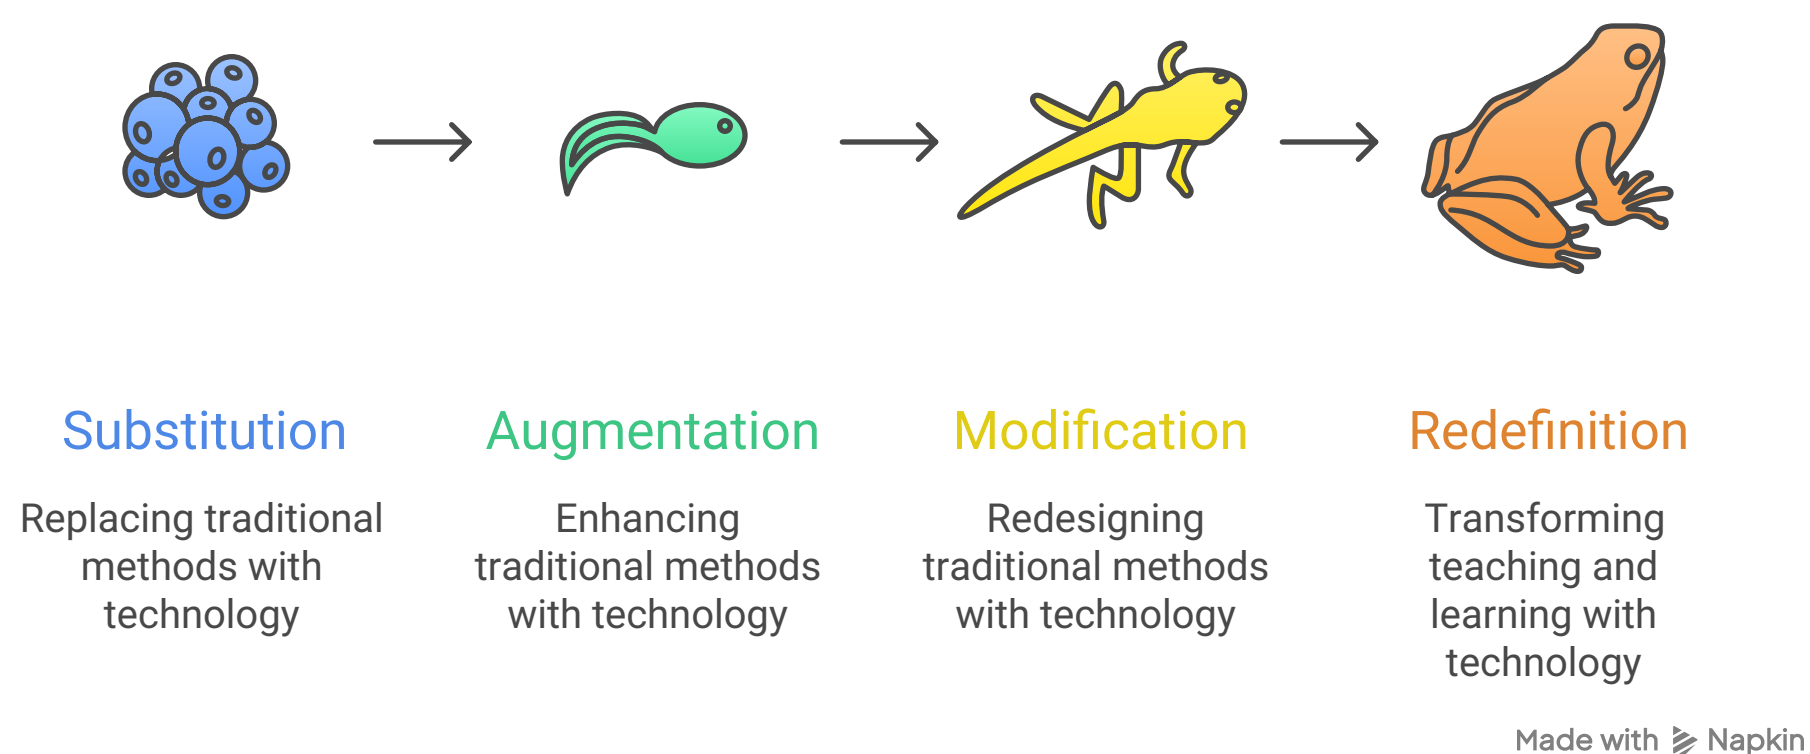 Substitution
Replacing traditional
methods with
technology
Augmentation
Enhancing
traditional methods
with technology
Modification
Redesigning
traditional methods
with technology
Redefinition
Transforming
teaching and
learning with
technology
Made with Napkin